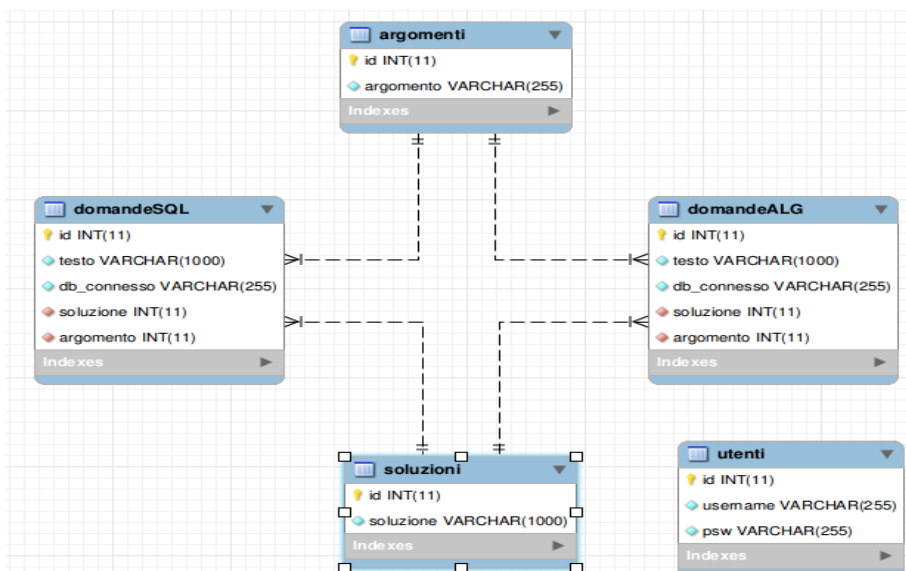 argomenti
id INT(11)
argomento VARCHAR(255)
Indexes
domandeSQL
id INT(11)
testo VARCHAR(1000)
db_connesso VARCHAR(255)
soluzione INT(11)
argomento INT(11)
Indexes
domandeALG
id INT(11)
testo VARCHAR(1000)
db_connesso VARCHAR(255)
soluzione INT(11)
argomento INT(11)
Indexes
soluzioni
id INT(11)
soluzione VARCHAR(1000)
Indexes
utenti
id INT(11)
username VARCHAR(255)
psw VARCHAR(255)
Indexes